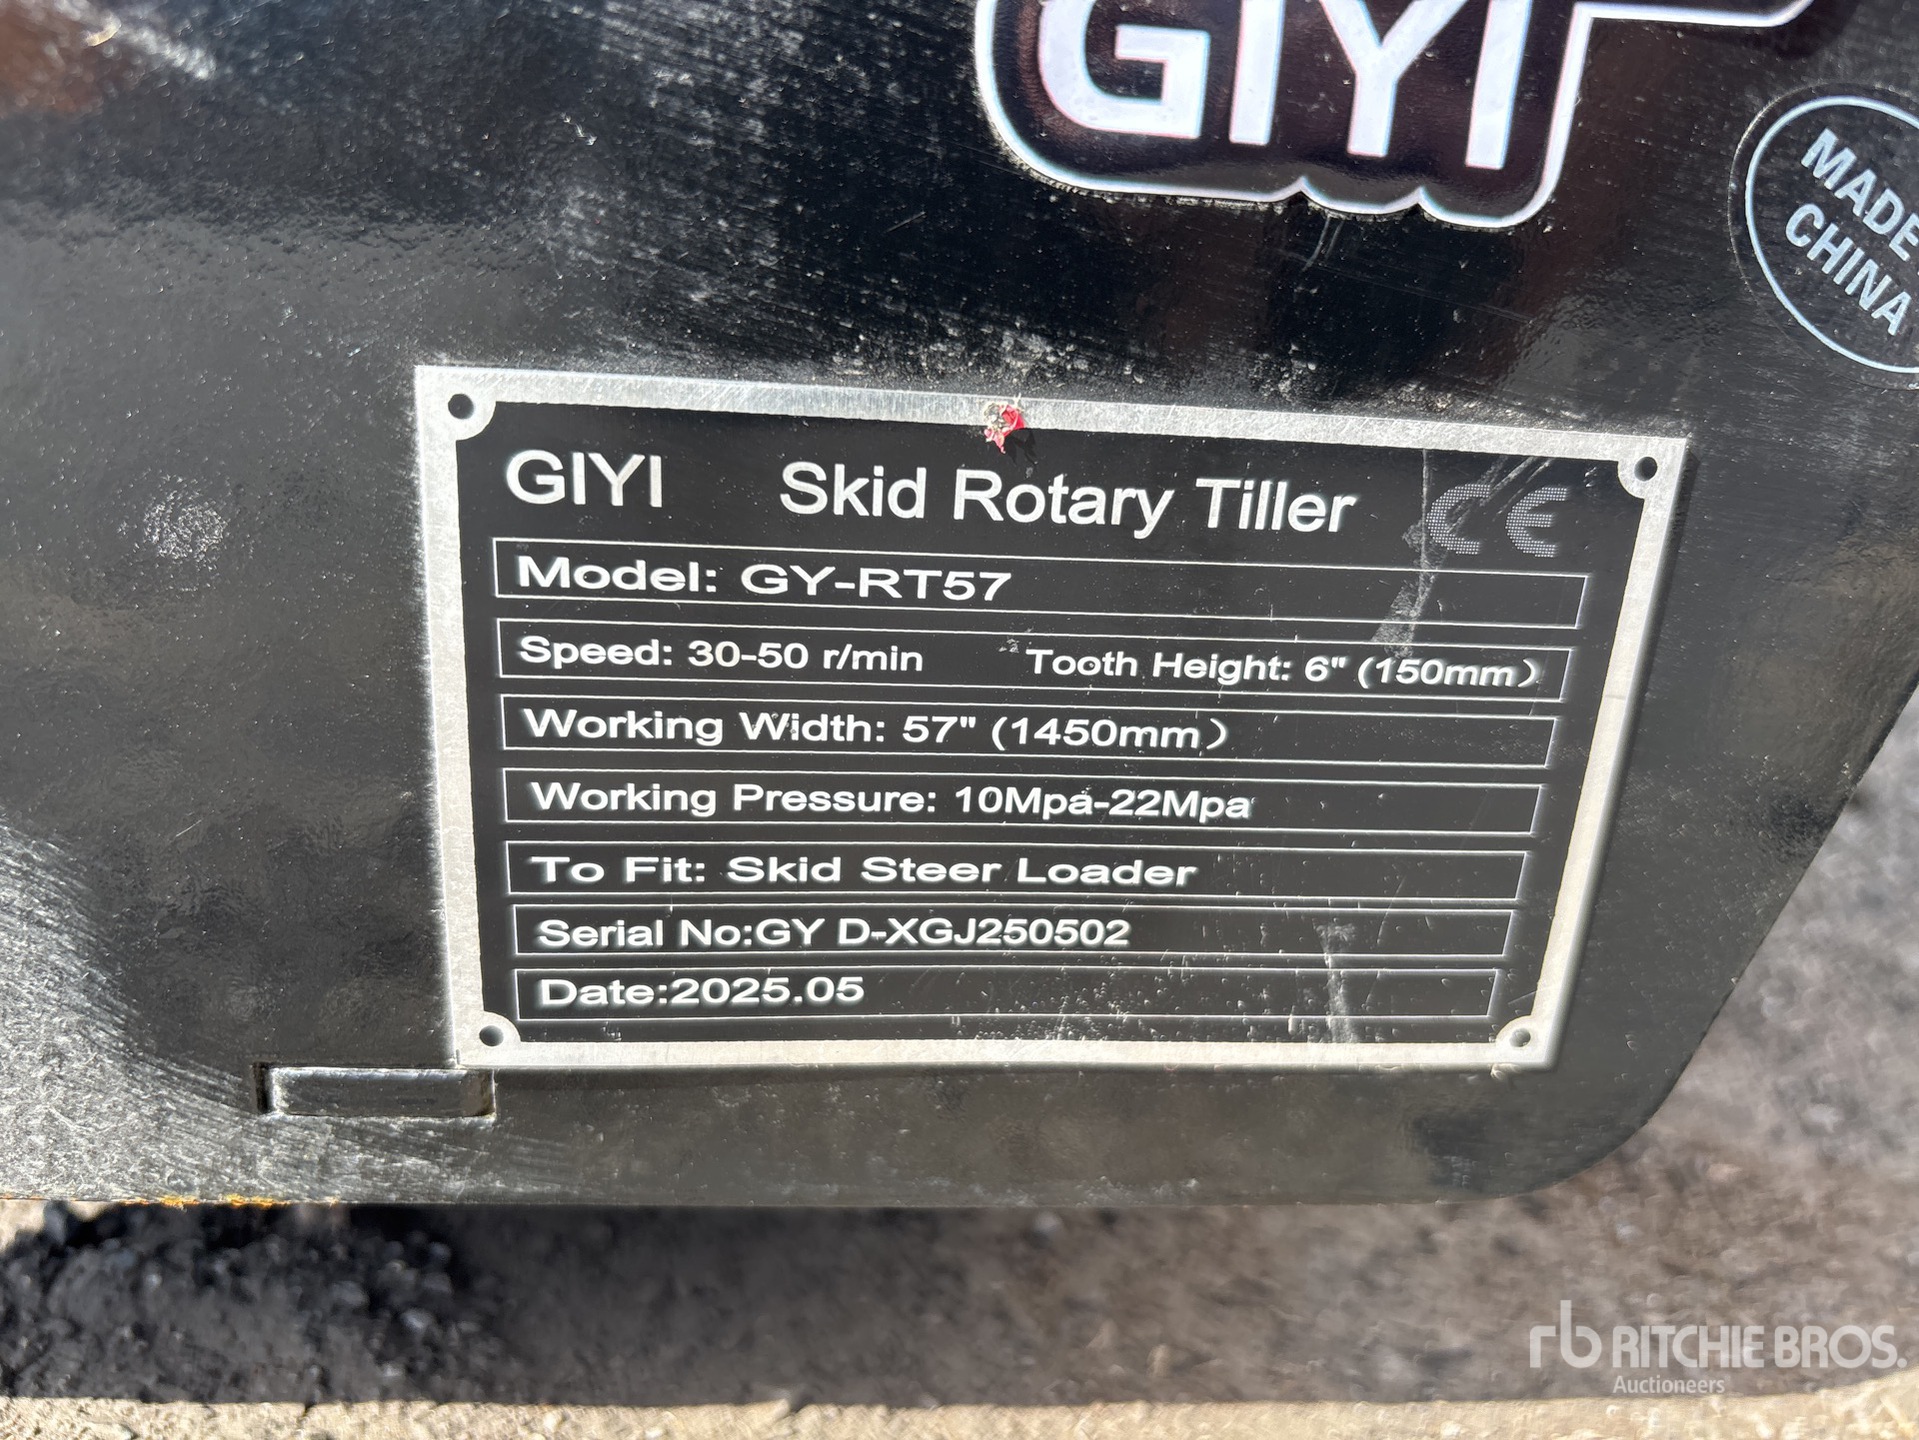 GIYI
MADE
CHINA
GIYI Skid Rotary Tiller CE
Model: GY-RT57
Speed: 30-50 r/min Tooth Height: 6" (150mm)
Working Width: 57" (1450mm)
Working Pressure: 10Mpa-22Mpa
To Fit: Skid Steer Loader
Serial No:GY D-XGJ250502
Date:2025.05
rb RITCHIE BROS.
Auctioneers